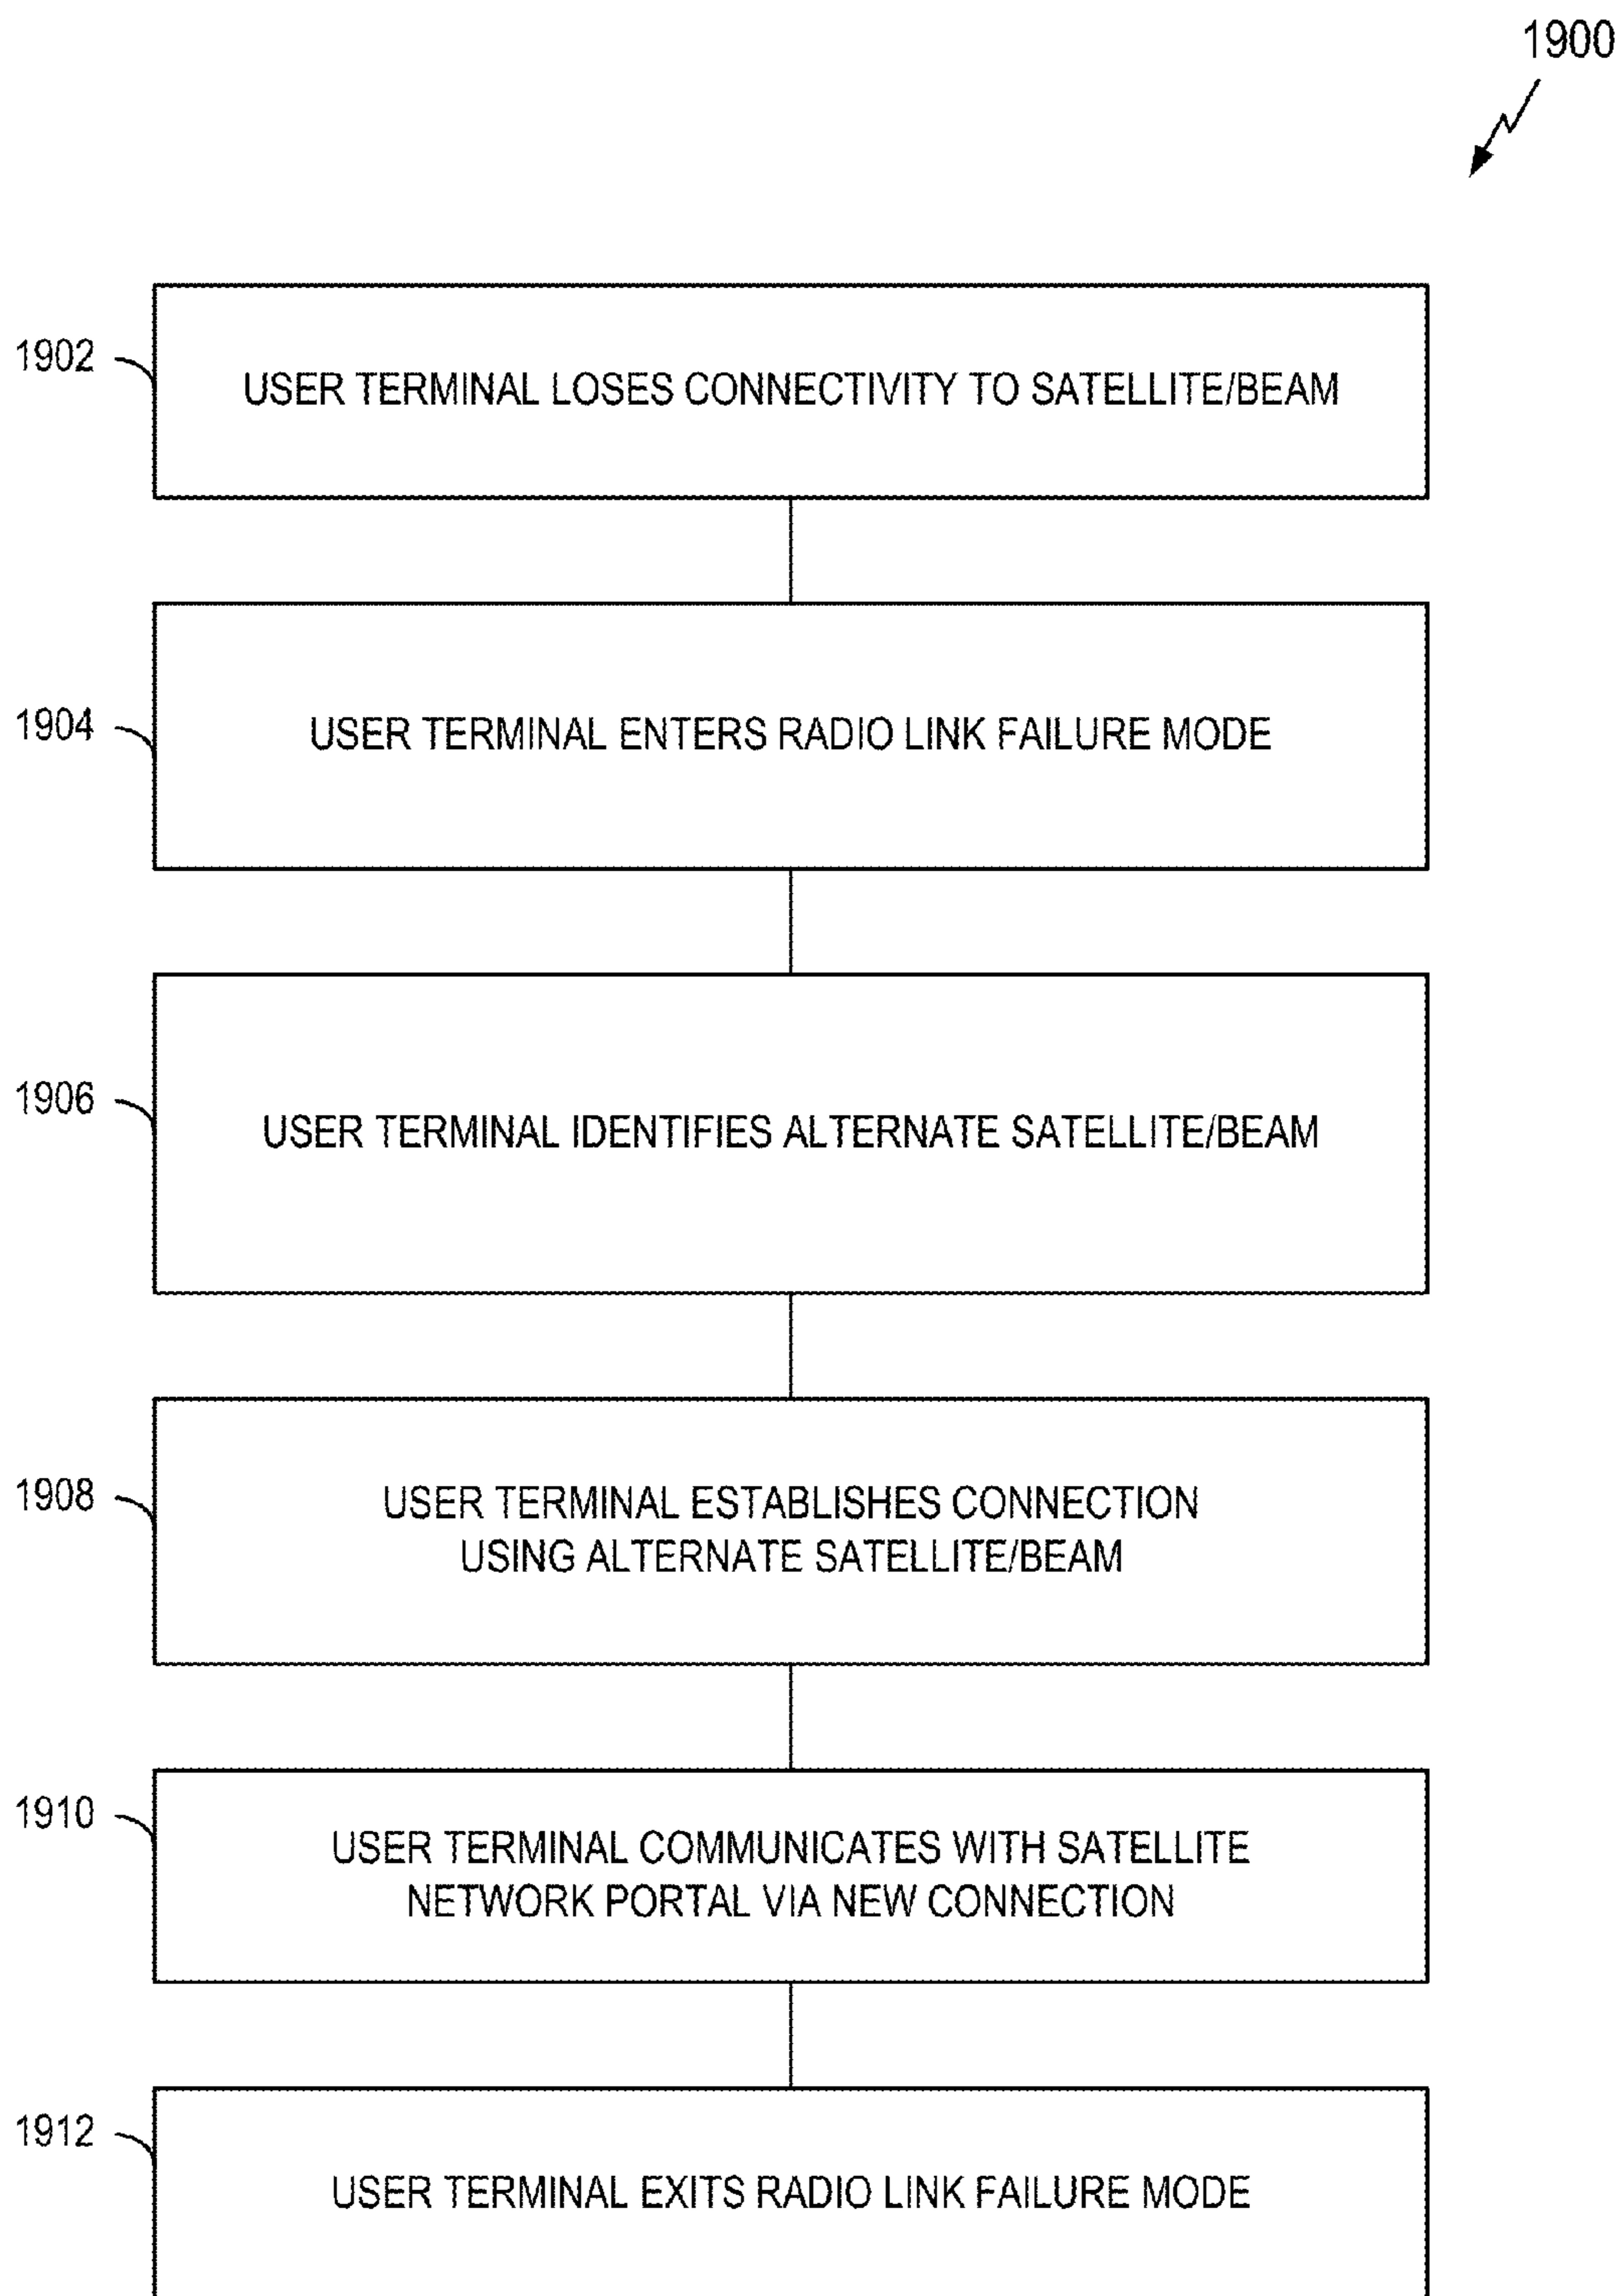 1900
1902
USER TERMINAL LOSES CONNECTIVITY TO SATELLITE/BEAM
1904
USER TERMINAL ENTERS RADIO LINK FAILURE MODE
1906
USER TERMINAL IDENTIFIES ALTERNATE SATELLITE/BEAM
1908
USER TERMINAL ESTABLISHES CONNECTION
USING ALTERNATE SATELLITE/BEAM
1910
USER TERMINAL COMMUNICATES WITH SATELLITE
NETWORK PORTAL VIA NEW CONNECTION
1912
USER TERMINAL EXITS RADIO LINK FAILURE MODE